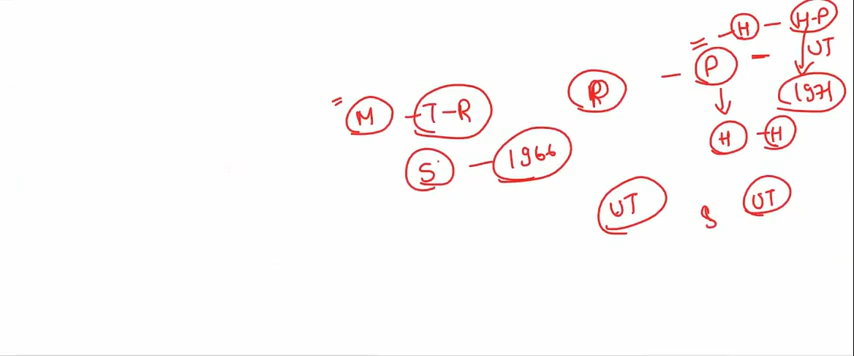 H - H-P
UT
P -
1971
M - T-R
H - H
S - 1966
UT UT